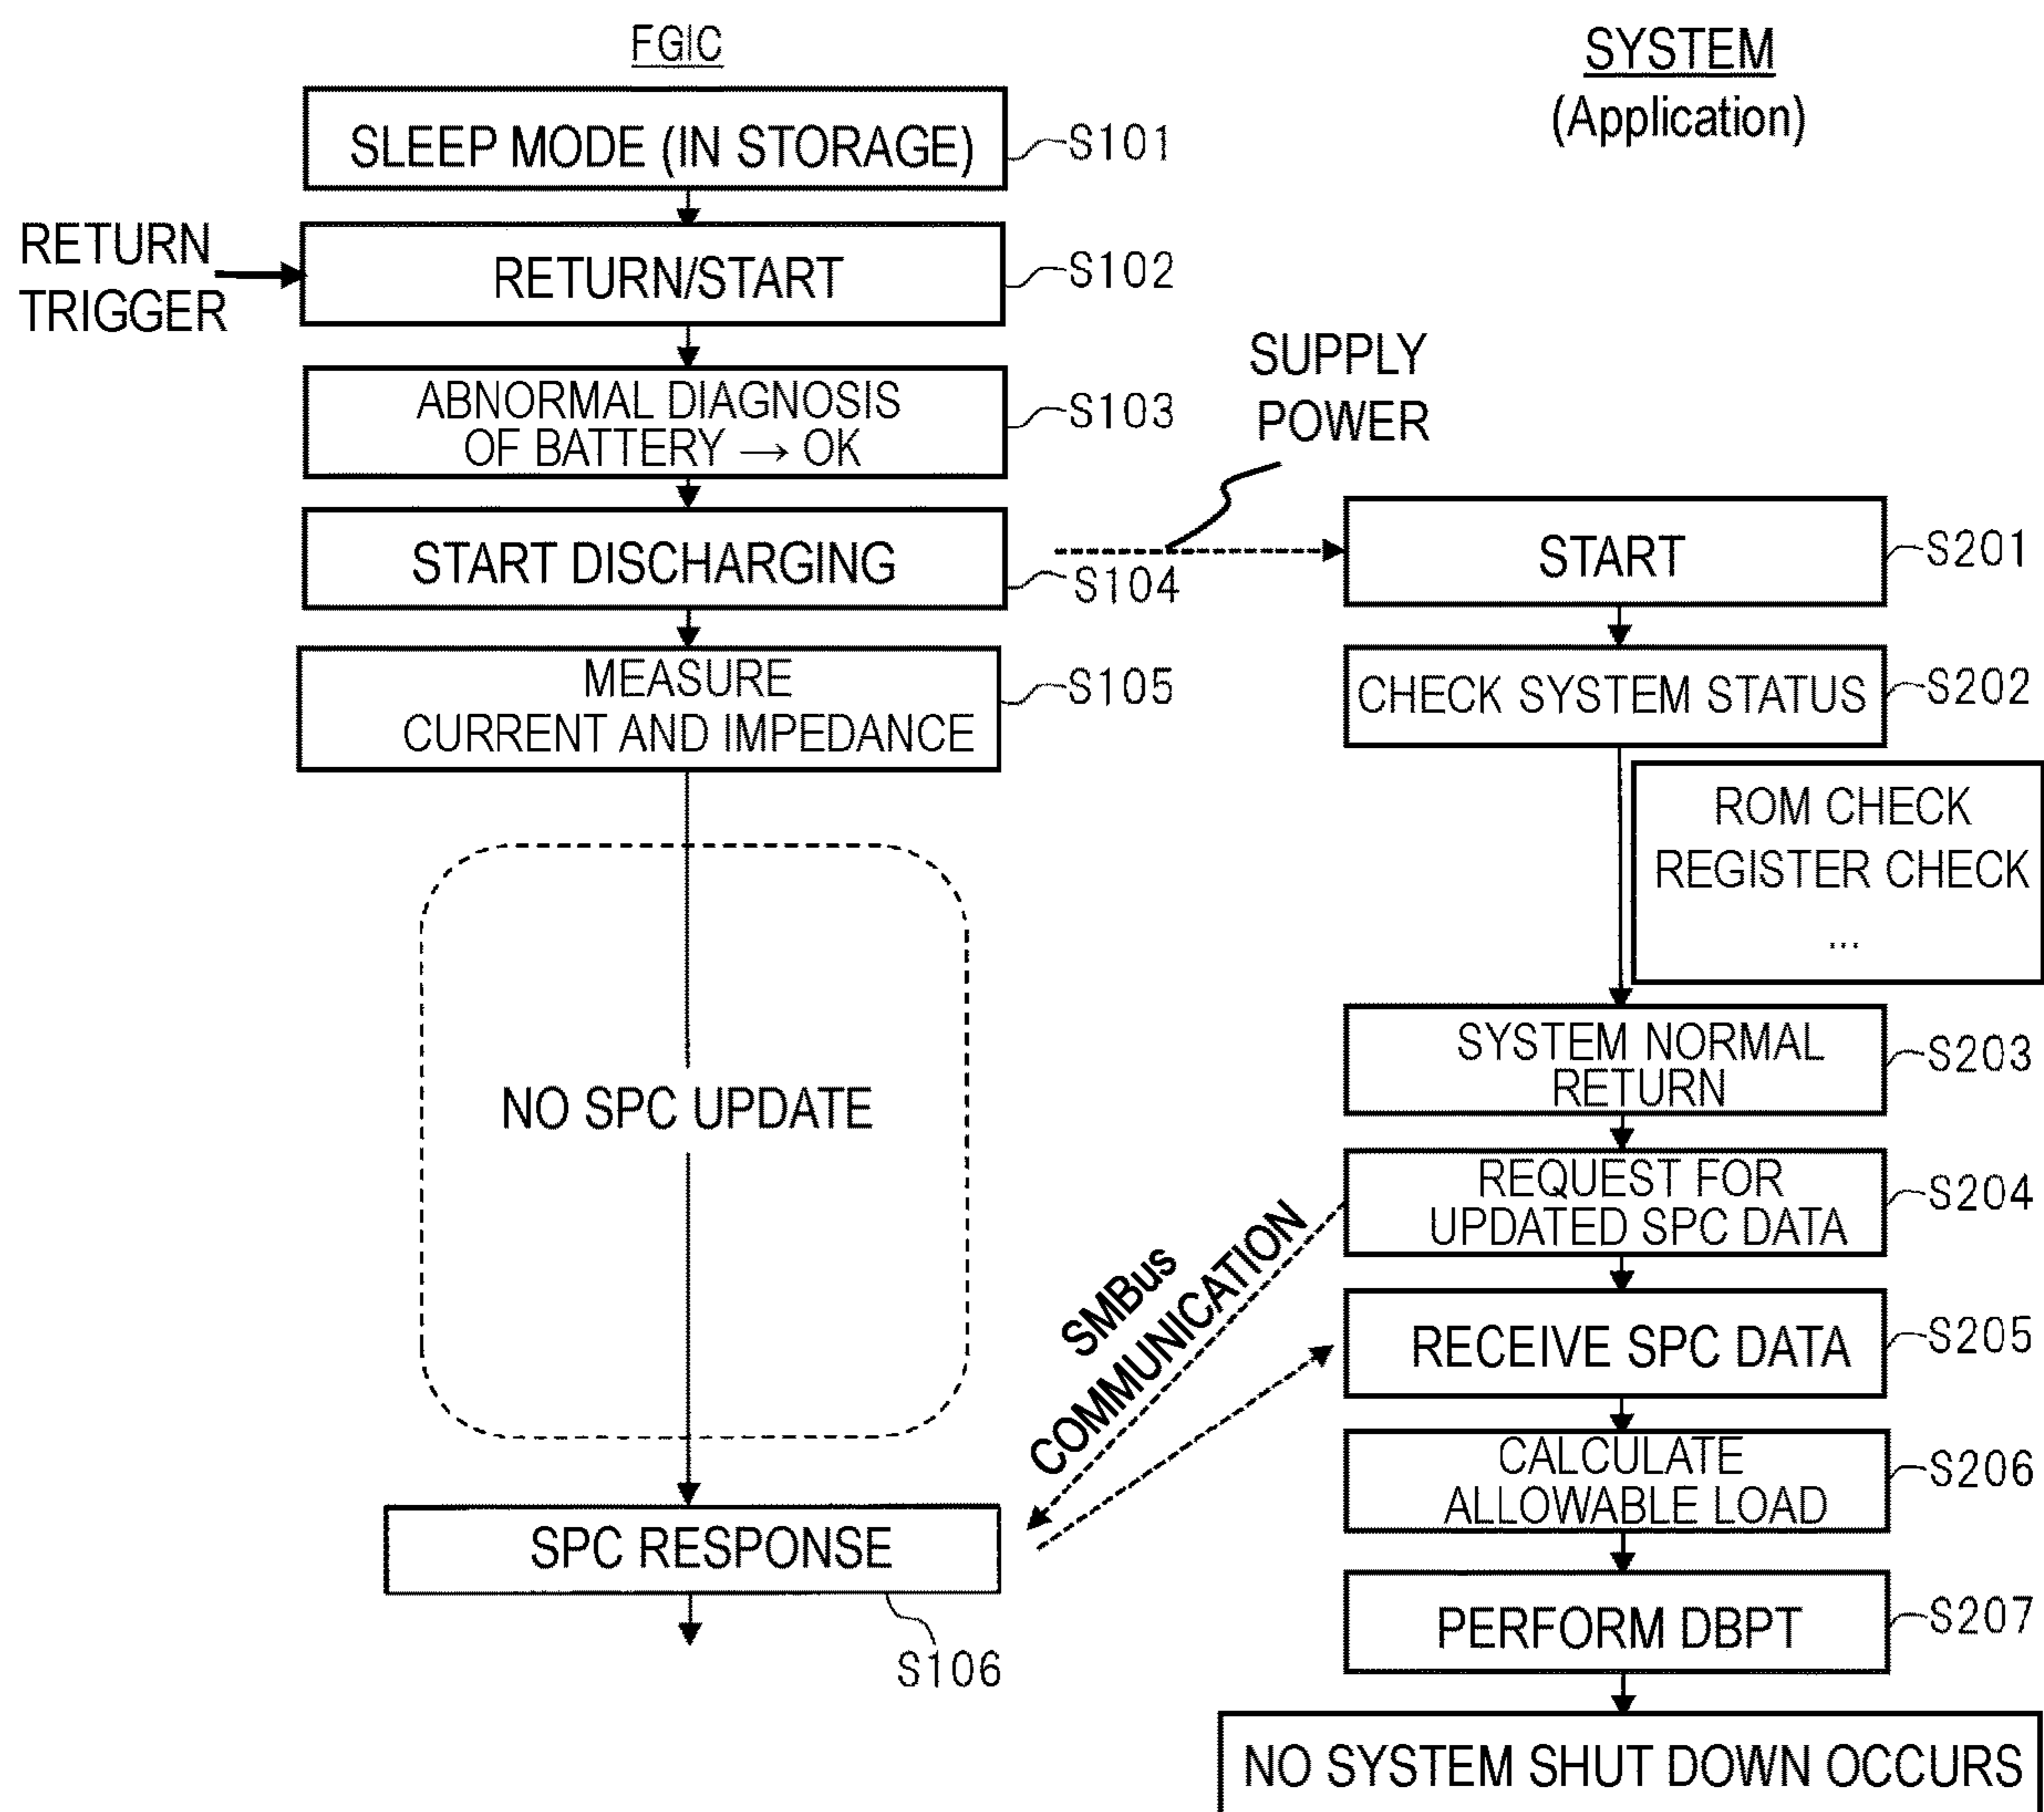 FGIC
SLEEP MODE (IN STORAGE)
S101
RETURN
TRIGGER
RETURN/START
S102
ABNORMAL DIAGNOSIS
OF BATTERY → OK
S103
START DISCHARGING
S104
MEASURE
CURRENT AND IMPEDANCE
S105
NO SPC UPDATE
SPC RESPONSE
S106
SUPPLY
POWER
SMBus
COMMUNICATION
SYSTEM
(Application)
START
S201
CHECK SYSTEM STATUS
S202
ROM CHECK
REGISTER CHECK
...
SYSTEM NORMAL
RETURN
S203
REQUEST FOR
UPDATED SPC DATA
S204
RECEIVE SPC DATA
S205
CALCULATE
ALLOWABLE LOAD
S206
PERFORM DBPT
S207
NO SYSTEM SHUT DOWN OCCURS